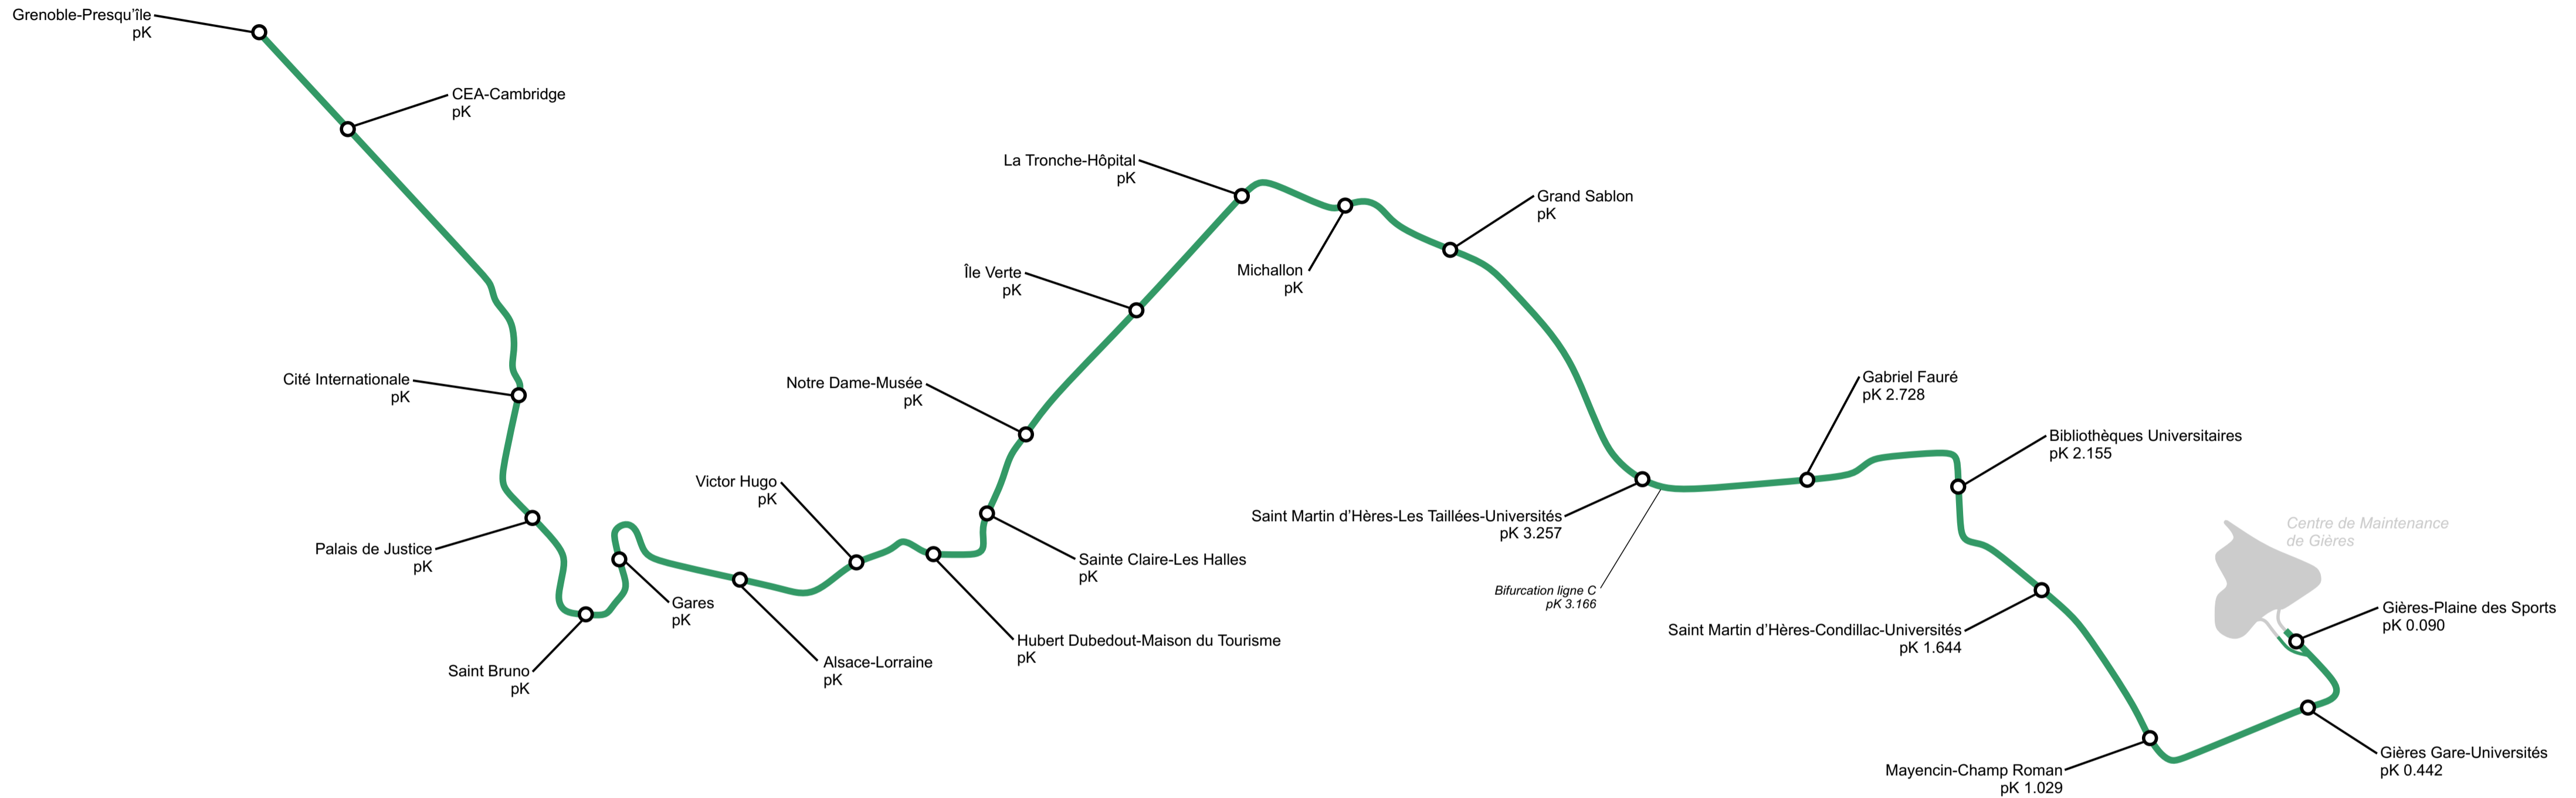 Grenoble-Presqu’île
pK
CEA-Cambridge
pK
Cité Internationale
pK
Palais de Justice
pK
Saint Bruno
pK
Gares
pK
Alsace-Lorraine
pK
Victor Hugo
pK
Hubert Dubedout-Maison du Tourisme
pK
Sainte Claire-Les Halles
pK
Notre Dame-Musée
pK
Île Verte
pK
La Tronche-Hôpital
pK
Michallon
pK
Grand Sablon
pK
Saint Martin d’Hères-Les Taillées-Universités
pK 3.257
Bifurcation ligne C
pK 3.166
Gabriel Fauré
pK 2.728
Bibliothèques Universitaires
pK 2.155
Saint Martin d’Hères-Condillac-Universités
pK 1.644
Mayencin-Champ Roman
pK 1.029
Gières Gare-Universités
pK 0.442
Gières-Plaine des Sports
pK 0.090
Centre de Maintenance
de Gières